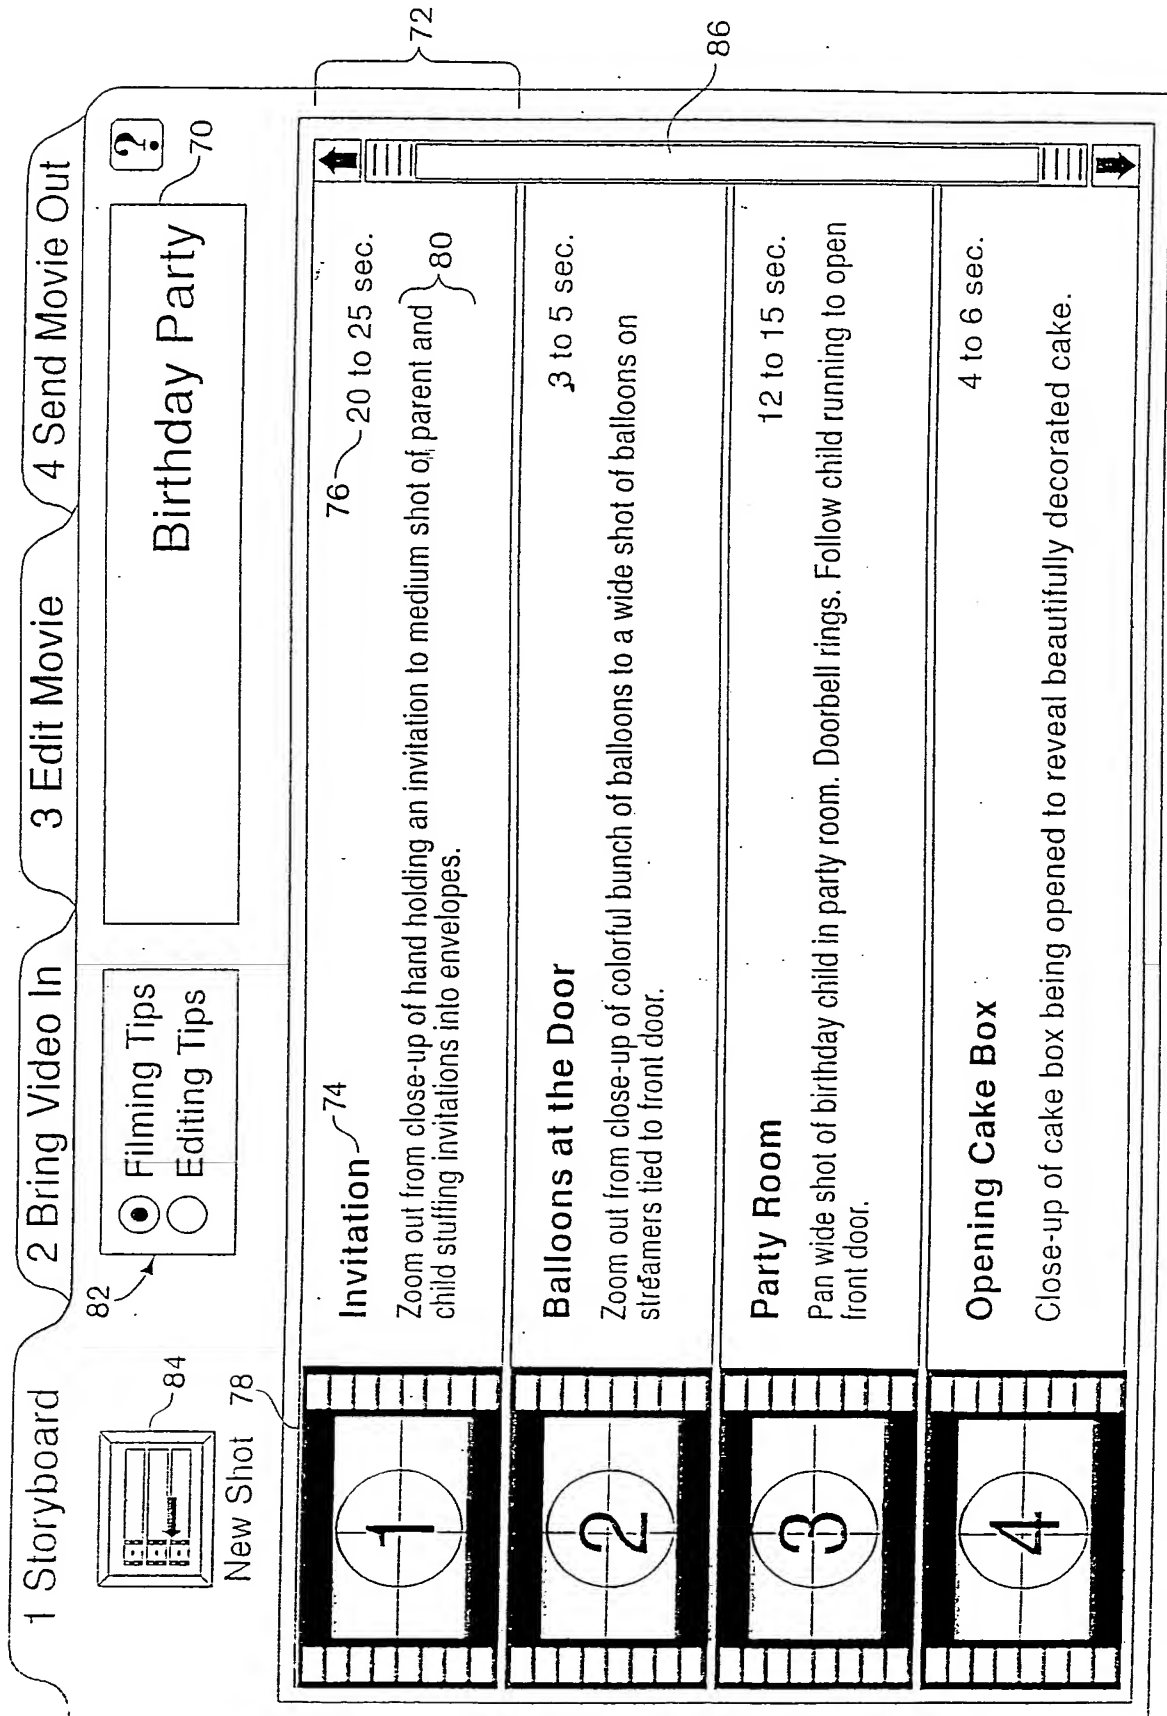 1 Storyboard
2 Bring Video In
3 Edit Movie
4 Send Movie Out
84
New Shot
78
82
Filming Tips
Editing Tips
Birthday Party
70
?
72
1
Invitation
74
76
20 to 25 sec.
Zoom out from close-up of hand holding an invitation to medium shot of parent and
child stuffing invitations into envelopes.
80
86
2
Balloons at the Door
3 to 5 sec.
Zoom out from close-up of colorful bunch of balloons to a wide shot of balloons on
streamers tied to front door.
3
Party Room
12 to 15 sec.
Pan wide shot of birthday child in party room. Doorbell rings. Follow child running to open
front door.
4
Opening Cake Box
4 to 6 sec.
Close-up of cake box being opened to reveal beautifully decorated cake.